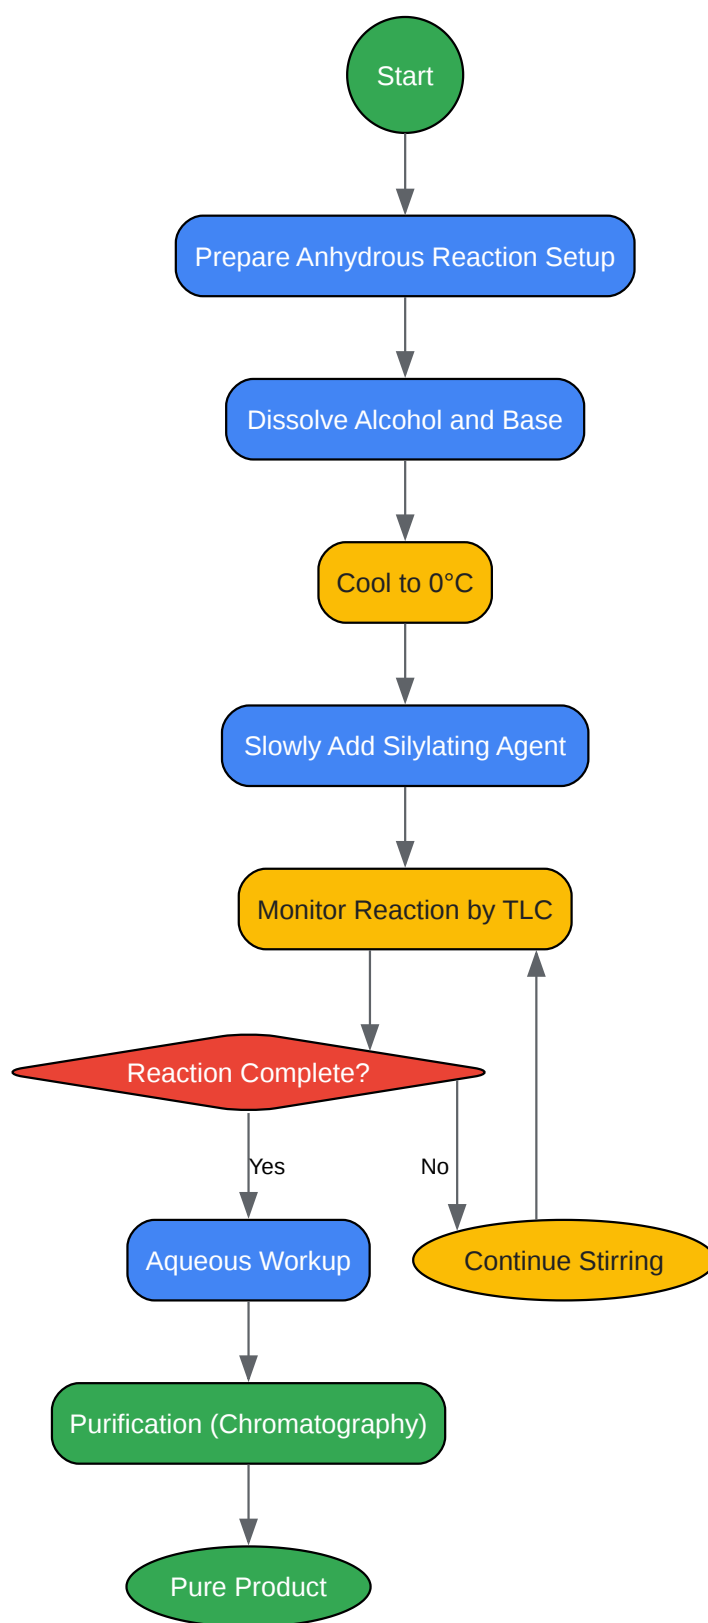 Start
Prepare Anhydrous Reaction Setup
Dissolve Alcohol and Base
Cool to 0°C
Slowly Add Silylating Agent
Monitor Reaction by TLC
Reaction Complete?
Yes
No
Aqueous Workup
Continue Stirring
Purification (Chromatography)
Pure Product